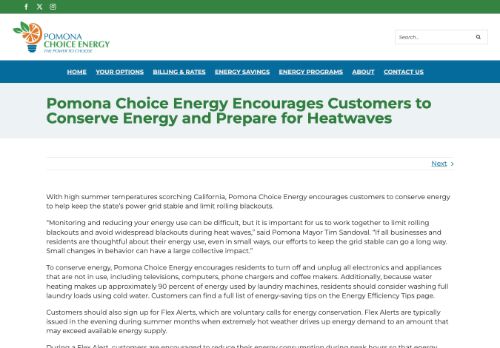 POMONA
CHOICE ENERGY
THE POWER TO CHOOSE
Search...
HOME YOUR OPTIONS BILLING & RATES ENERGY SAVINGS ENERGY PROGRAMS ABOUT CONTACT US
Pomona Choice Energy Encourages Customers to
Conserve Energy and Prepare for Heatwaves
Next
With high summer temperatures scorching California, Pomona Choice Energy encourages customers to conserve energy
to help keep the state's power grid stable and limit rolling blackouts.
"Monitoring and reducing your energy use can be difficult, but it is important for us to work together to limit rolling
blackouts and avoid widespread blackouts during heat waves," said Pomona Mayor Tim Sandoval. "If all businesses and
residents are thoughtful about their energy use, even in small ways, our efforts to keep the grid stable can go a long way.
Small changes in behavior can have a large collective impact."
To conserve energy, Pomona Choice Energy encourages residents to turn off and unplug all electronics and appliances
that are not in use, including televisions, computers, phone chargers and coffee makers. Additionally, because water
heating makes up approximately 90 percent of energy used by laundry machines, residents should consider washing full
laundry loads using cold water. Customers can find a full list of energy-saving tips on the Energy Efficiency Tips page.
Customers should also sign up for Flex Alerts, which are voluntary calls for energy conservation. Flex Alerts are typically
issued in the evening during summer months when extremely hot weather drives up energy demand to an amount that
may exceed available energy supply.
During a Flex Alert, customers are encouraged to reduce their energy consumption during peak hours so that energy